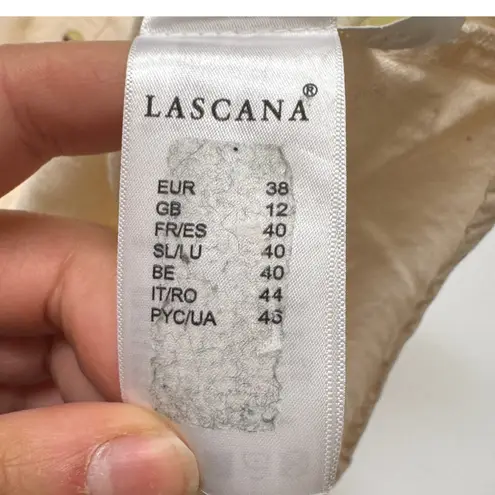 LASCANA®
EUR 38
GB 12
FR/ES 40
SL/LU 40
BE 40
IT/RO 44
PYC/UA 46